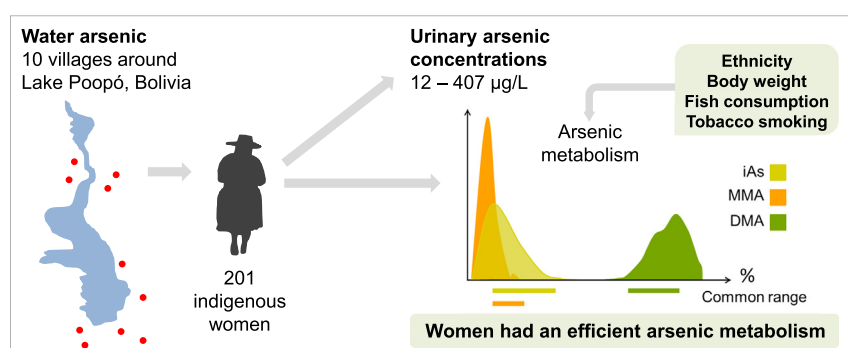 Water arsenic
10 villages around
Lake Poopó, Bolivia
201
indigenous
women
Urinary arsenic
concentrations
12 – 407 µg/L
Ethnicity
Body weight
Fish consumption
Tobacco smoking
Arsenic
metabolism
iAs
MMA
DMA
%
Common range
Women had an efficient arsenic metabolism